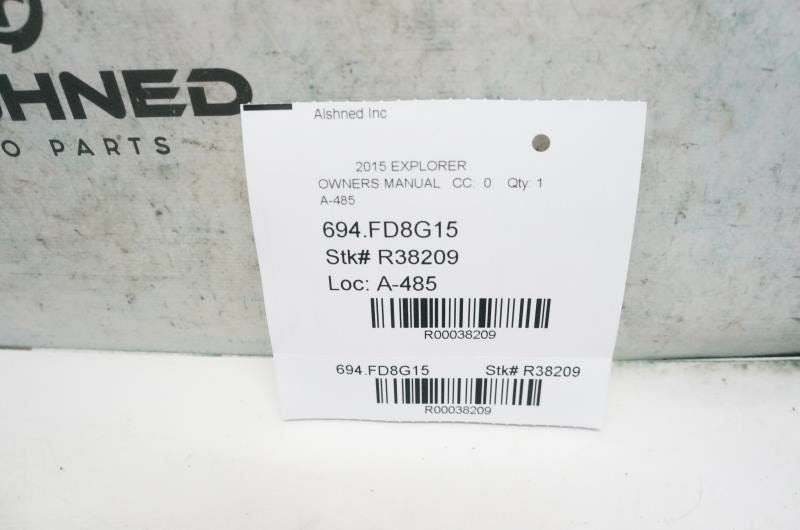 SHNED
O PARTS
Alshned Inc
2015 EXPLORER
OWNERS MANUAL CC: 0 Qty: 1
A-485
694.FD8G15
Stk# R38209
Loc: A-485
R00038209
694.FD8G15 Stk# R38209
R00038209